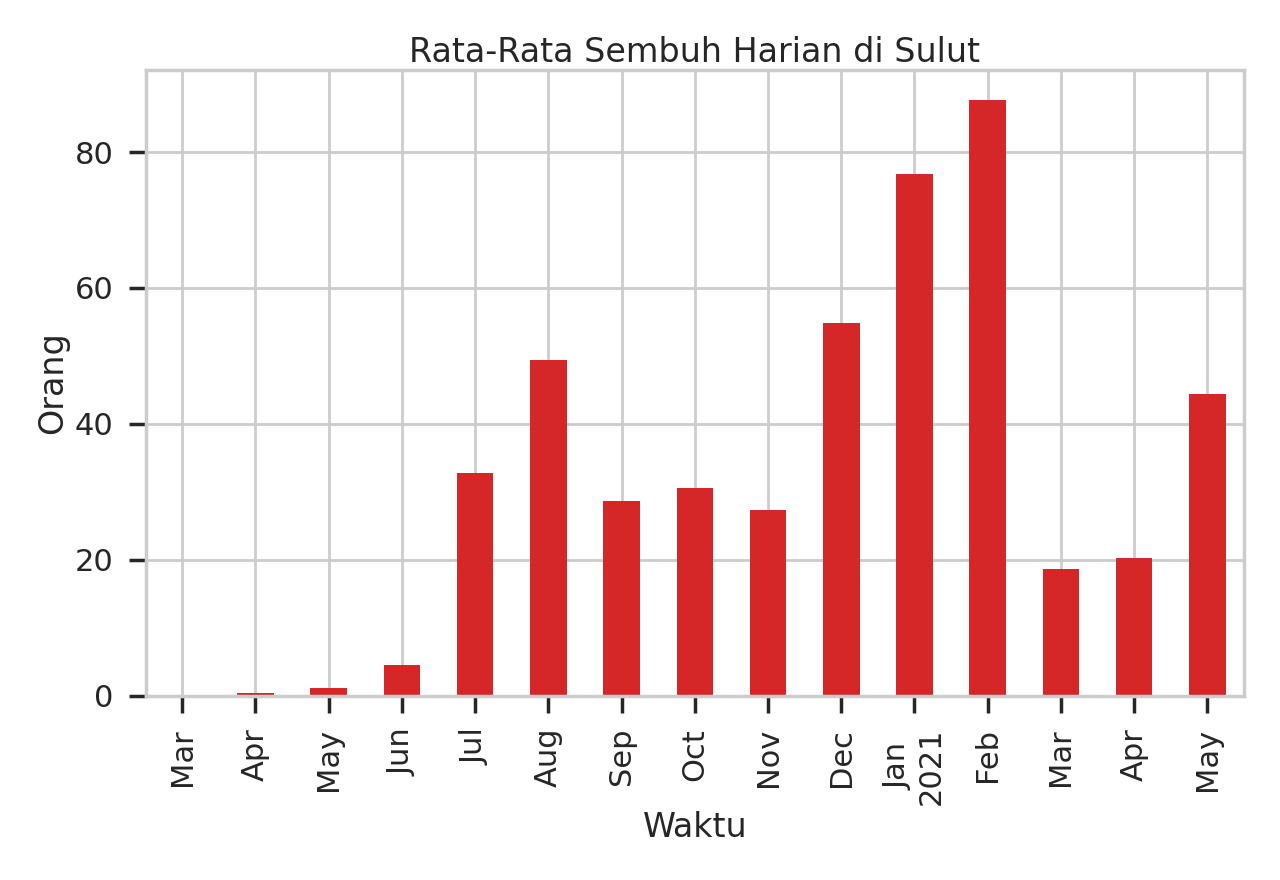 Rata-Rata Sembuh Harian di Sulut
Orang
80
60
40
20
0
Mar
Apr
May
Jun
Jul
Aug
Sep
Oct
Nov
Dec
Jan
2021
Feb
Mar
Apr
May
Waktu